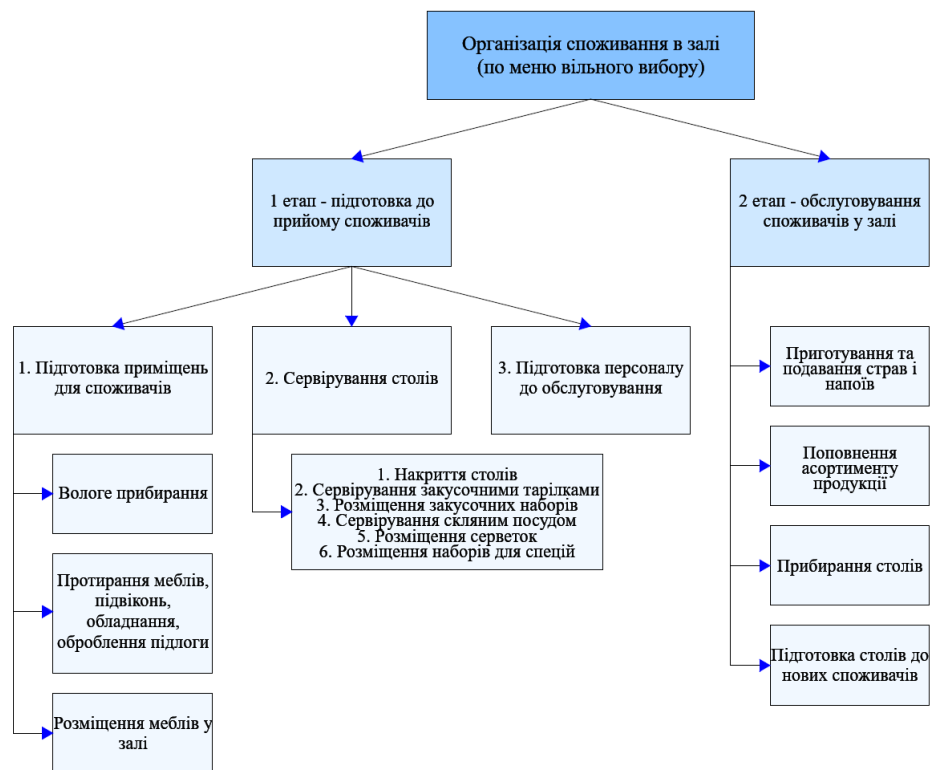 Організація споживання в залі
(по меню вільного вибору)
1 етап - підготовка до
прийому споживачів
2 етап - обслуговування
споживачів у залі
1. Підготовка приміщень
для споживачів
2. Сервірування столів
3. Підготовка персоналу
до обслуговування
Вологе прибирання
Протирання меблів,
підвіконь,
обладнання,
оброблення підлоги
Розміщення меблів у
залі
1. Накриття столів
2. Сервірування закусочними тарілками
3. Розміщення закусочних наборів
4. Сервірування скляним посудом
5. Розміщення серветок
6. Розміщення наборів для спецій
Приготування та
подавання страв і
напоїв
Поповнення
асортименту
продукції
Прибирання столів
Підготовка столів до
нових споживачів